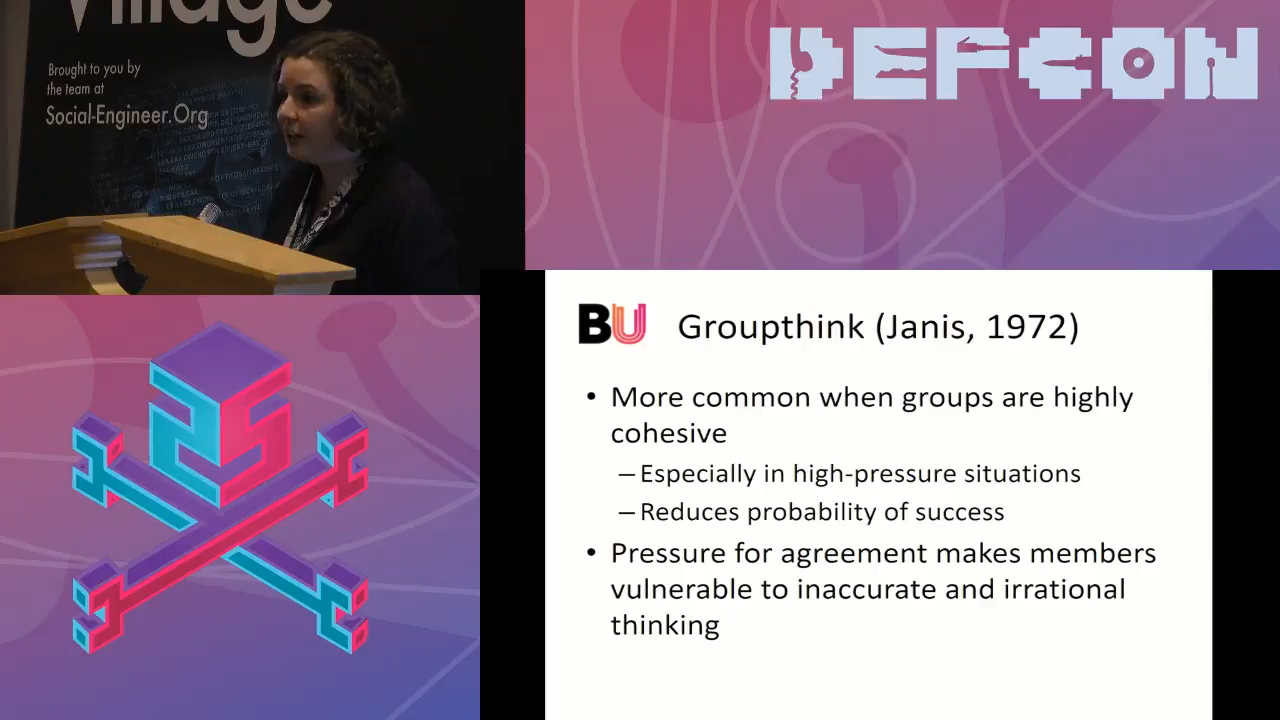 Village
Brought to you by
the team at
Social-Engineer.Org
DEFCON
BU Groupthink (Janis, 1972)
• More common when groups are highly
cohesive
– Especially in high-pressure situations
– Reduces probability of success
• Pressure for agreement makes members
vulnerable to inaccurate and irrational
thinking